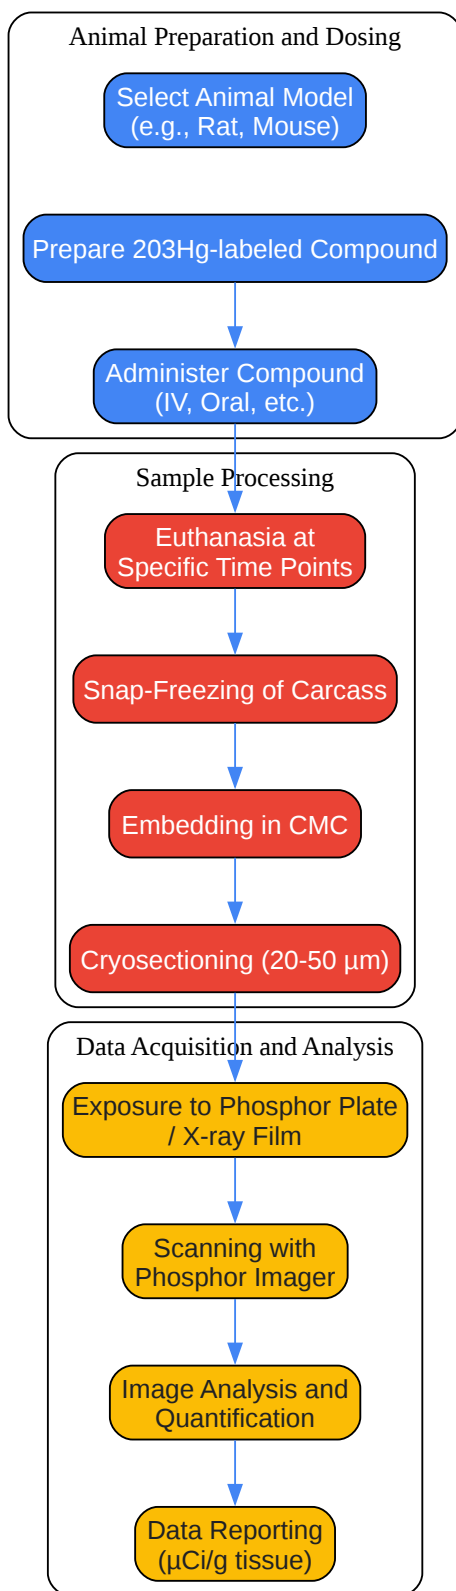 Animal Preparation and Dosing
Select Animal Model
(e.g., Rat, Mouse)
Prepare 203Hg-labeled Compound
Administer Compound
(IV, Oral, etc.)
Sample Processing
Euthanasia at
Specific Time Points
Snap-Freezing of Carcass
Embedding in CMC
Cryosectioning (20-50 µm)
Data Acquisition and Analysis
Exposure to Phosphor Plate
/ X-ray Film
Scanning with
Phosphor Imager
Image Analysis and
Quantification
Data Reporting
(µCi/g tissue)